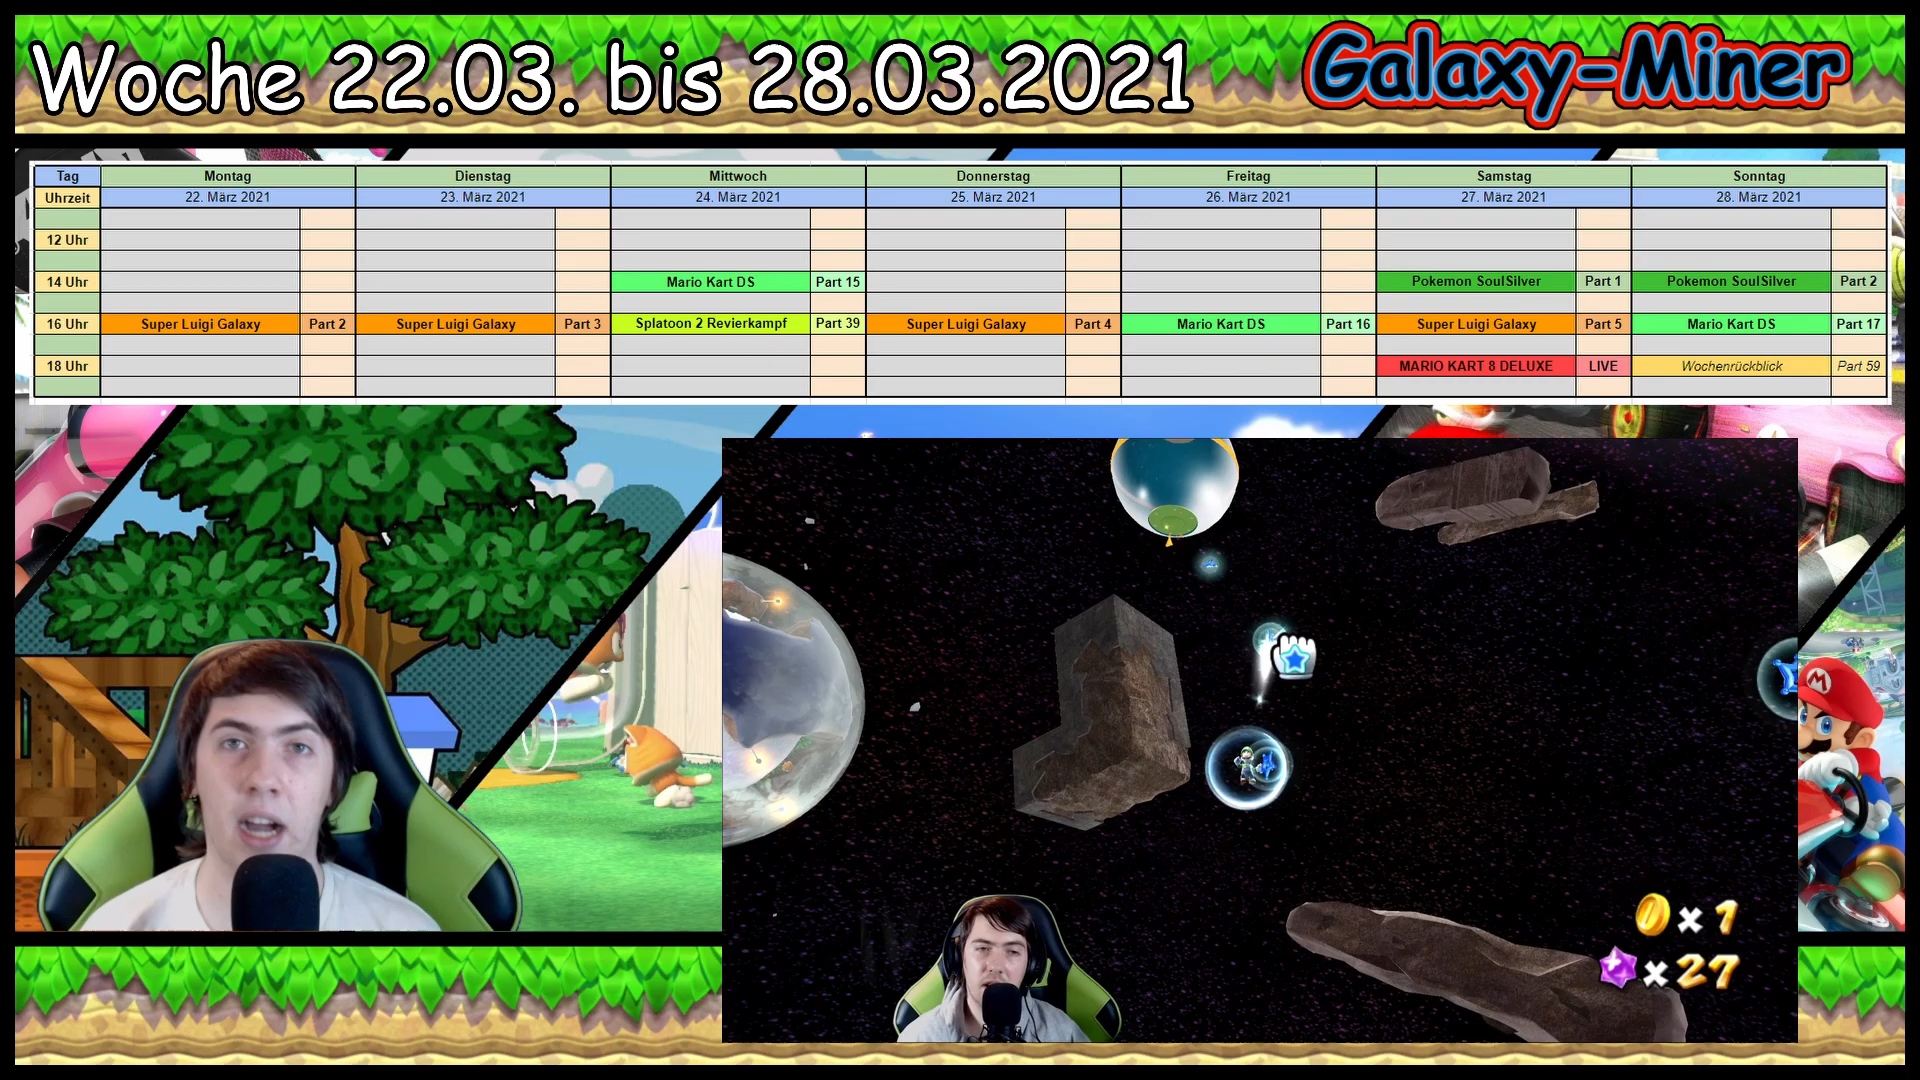 Woche 22.03. bis 28.03.2021
Galaxy-Miner
Tag Montag Dienstag Mittwoch Donnerstag Freitag Samstag Sonntag
Uhrzeit 22. März 2021 23. März 2021 24. März 2021 25. März 2021 26. März 2021 27. März 2021 28. März 2021
12 Uhr
14 Uhr Mario Kart DS Part 15 Pokemon SoulSilver Part 1 Pokemon SoulSilver Part 2
16 Uhr Super Luigi Galaxy Part 2 Super Luigi Galaxy Part 3 Splatoon 2 Revierkampf Part 39 Super Luigi Galaxy Part 4 Mario Kart DS Part 16 Super Luigi Galaxy Part 5 Mario Kart DS Part 17
18 Uhr MARIO KART 8 DELUXE LIVE Wochenrückblick Part 59
M
x 1
x 27